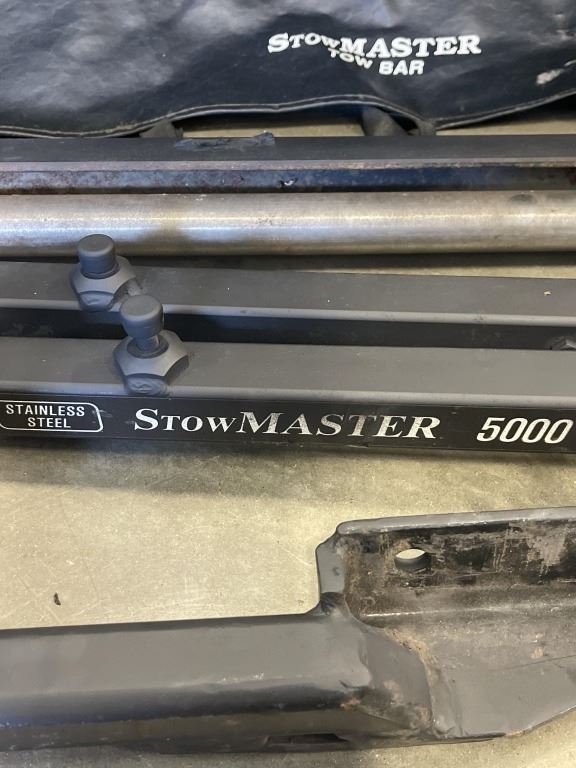 STOWMASTER
TOW BAR
STAINLESS
STEEL
STOWMASTER 5000